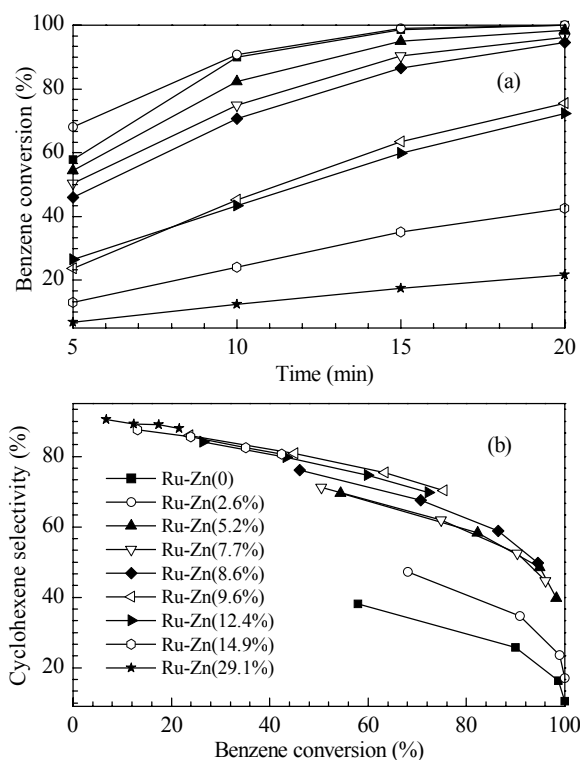 100
80
60
40
20
Benzene conversion (%)
(a)
5 10 15 20
Time (min)
80
60
40
20
Cyclohexene selectivity (%)
(b)
Ru-Zn(0)
Ru-Zn(2.6%)
Ru-Zn(5.2%)
Ru-Zn(7.7%)
Ru-Zn(8.6%)
Ru-Zn(9.6%)
Ru-Zn(12.4%)
Ru-Zn(14.9%)
Ru-Zn(29.1%)
0 20 40 60 80 100
Benzene conversion (%)